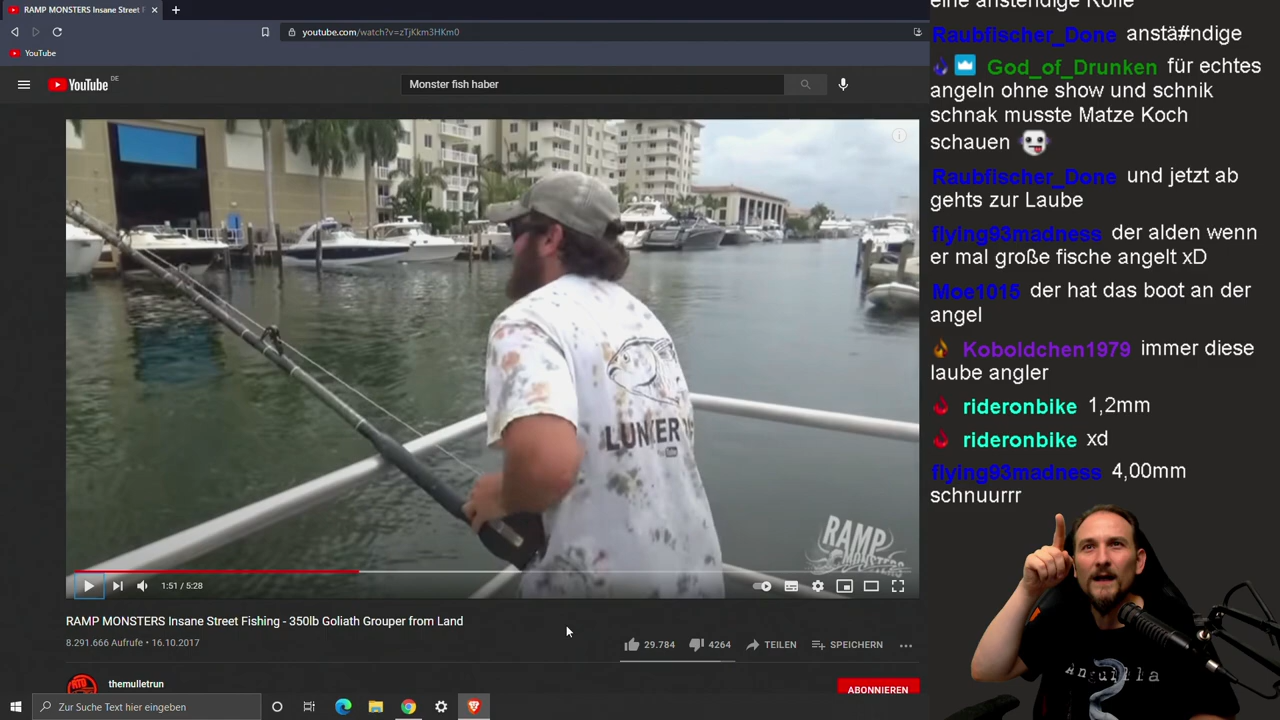 RAMP MONSTERS Insane Street F
youtube.com/watch?v=zTjKkm3HKm0
YouTube
YouTube DE
Monster fish haber
LUNKER
RAMP
1:51 / 5:28
RAMP MONSTERS Insane Street Fishing - 350lb Goliath Grouper from Land
8.291.666 Aufrufe • 16.10.2017
29.784
4264
TEILEN
SPEICHERN
themulletrun
ABONNIEREN
Zur Suche Text hier eingeben
eine anstendige Rolle
Raubfischer_Done anstä#ndige
God_of_Drunken für echtes
angeln ohne show und schnik
schnak musste Matze Koch
schauen
Raubfischer_Done und jetzt ab
gehts zur Laube
flying93madness der alden wenn
er mal große fische angelt xD
Moe1015 der hat das boot an der
angel
Koboldchen1979 immer diese
laube angler
rideronbike 1,2mm
rideronbike xd
flying93madness 4,00mm
schnuurrr
Anguilla